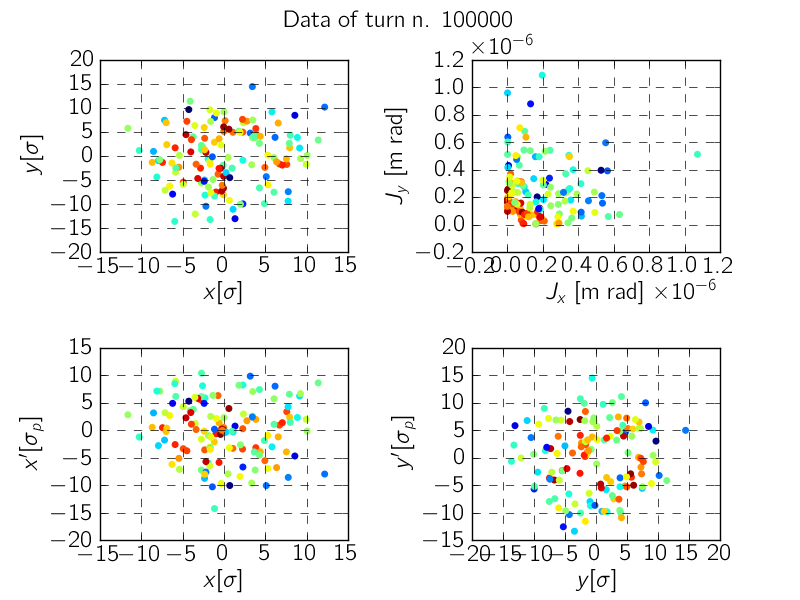 Data of turn n. 100000
×10⁻⁶
20
15
10
5
0
−5
−10
−15
−20
y[σ]
−15 −10 −5 0 5 10 15
x[σ]
1.2
1.0
0.8
0.6
0.4
0.2
0.0
−0.2
J_y [m rad]
−0.2 0.0 0.2 0.4 0.6 0.8 1.0 1.2
J_x [m rad] ×10⁻⁶
15
10
5
0
−5
−10
−15
−20
x′[σ_p]
−15 −10 −5 0 5 10 15
x[σ]
20
15
10
5
0
−5
−10
−15
y′[σ_p]
−20 −15 −10 −5 0 5 10 15 20
y[σ]